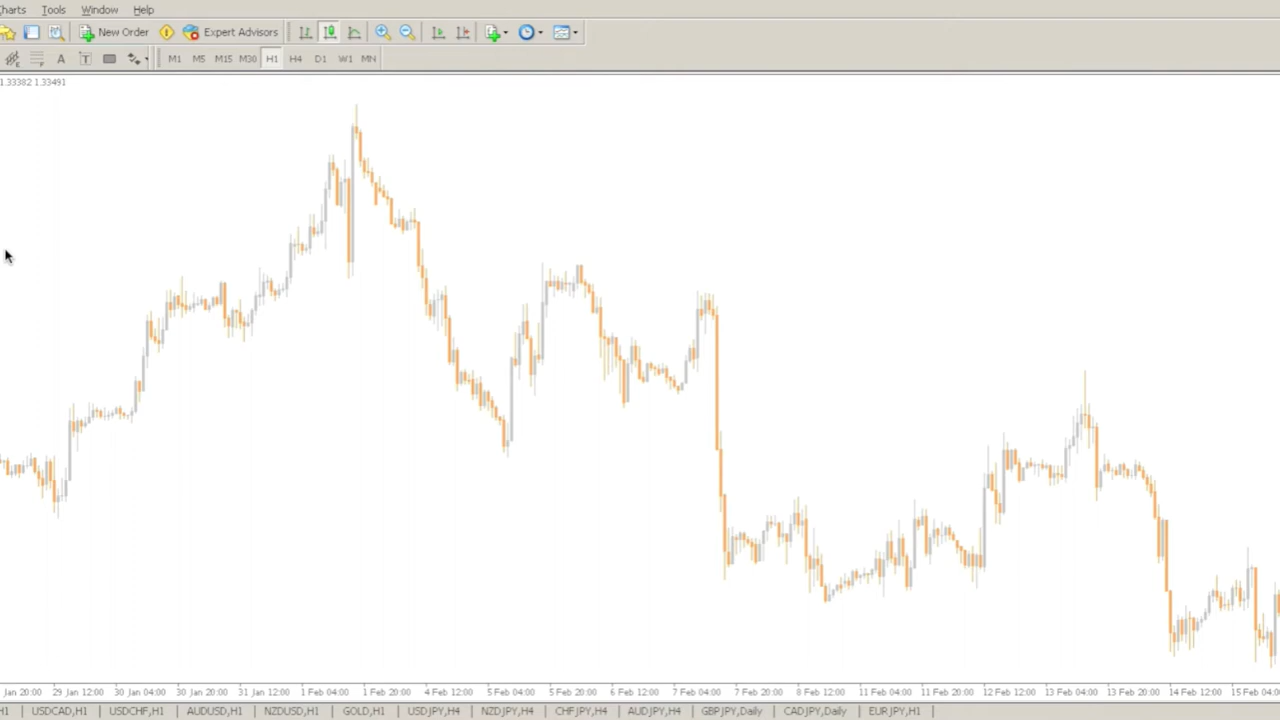 Charts Tools Window Help
New Order Expert Advisors
A T M1 M5 M15 M30 H1 H4 D1 W1 MN
1.33382 1.33491
Jan 20:00 29 Jan 12:00 30 Jan 04:00 30 Jan 20:00 31 Jan 12:00 1 Feb 04:00 1 Feb 20:00 4 Feb 12:00 5 Feb 04:00 5 Feb 20:00 6 Feb 12:00 7 Feb 04:00 7 Feb 20:00 8 Feb 12:00 11 Feb 04:00 11 Feb 20:00 12 Feb 12:00 13 Feb 04:00 13 Feb 20:00 14 Feb 12:00 15 Feb 04:0
H1 USDCAD,H1 USDCHF,H1 AUDUSD,H1 NZDUSD,H1 GOLD,H1 USDJPY,H4 NZDJPY,H4 CHFJPY,H4 AUDJPY,H4 GBPJPY,Daily CADJPY,Daily EURJPY,H1